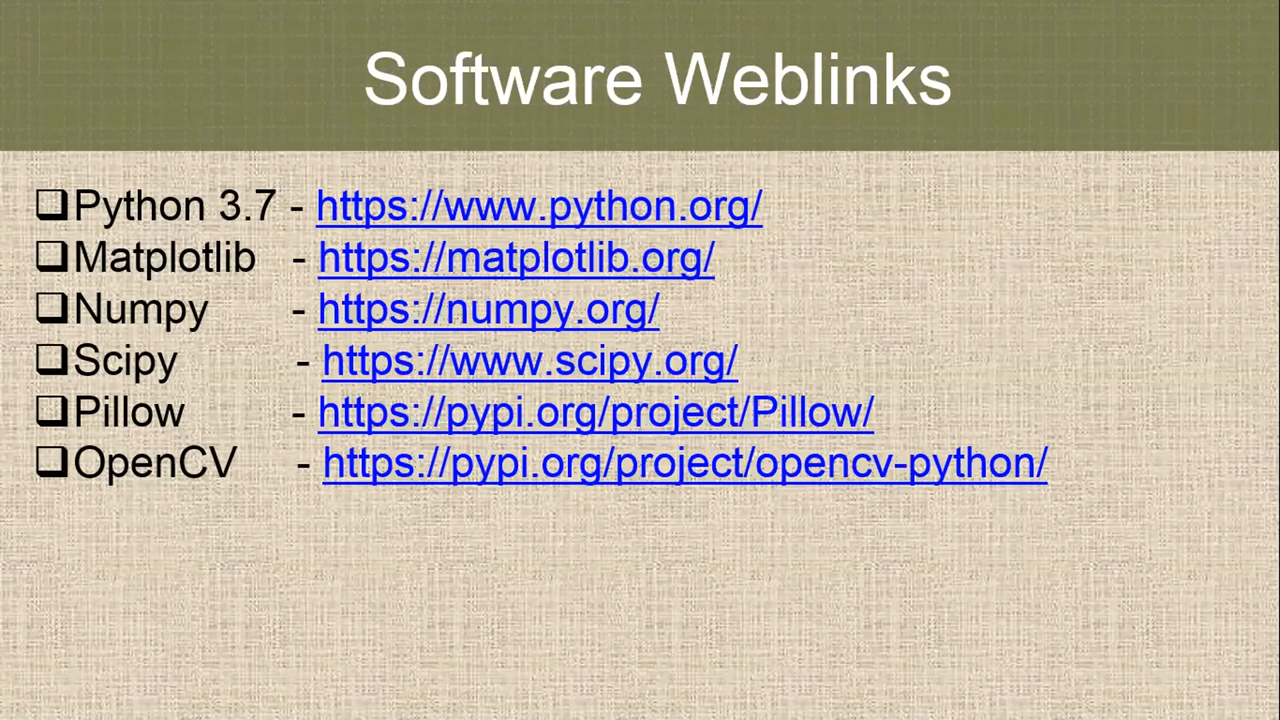 Software Weblinks
❑Python 3.7 - https://www.python.org/
❑Matplotlib - https://matplotlib.org/
❑Numpy - https://numpy.org/
❑Scipy - https://www.scipy.org/
❑Pillow - https://pypi.org/project/Pillow/
❑OpenCV - https://pypi.org/project/opencv-python/